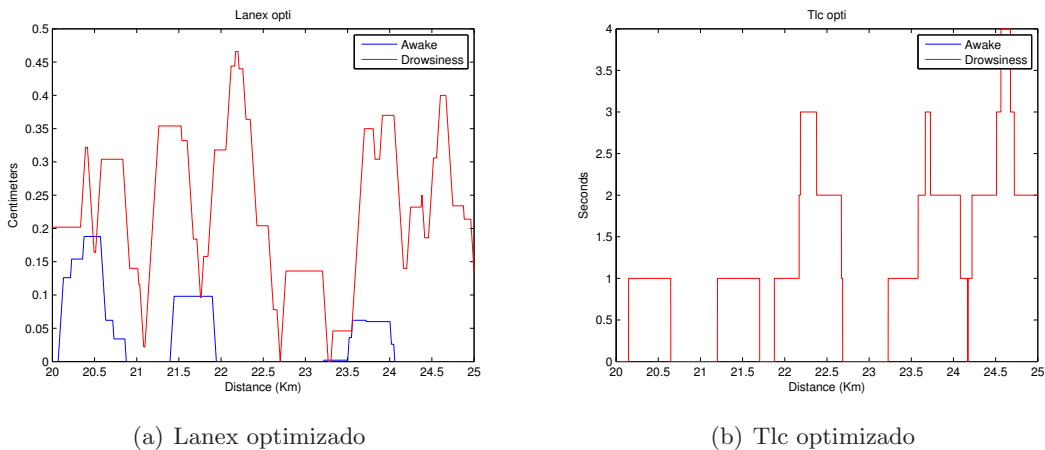 Lanex opti
0.5
0.45
0.4
0.35
0.3
0.25
0.2
0.15
0.1
0.05
0
Centimeters
20 20.5 21 21.5 22 22.5 23 23.5 24 24.5 25
Distance (Km)
Awake
Drowsiness
(a) Lanex optimizado
Tlc opti
4
3.5
3
2.5
2
1.5
1
0.5
0
Seconds
20 20.5 21 21.5 22 22.5 23 23.5 24 24.5 25
Distance (Km)
Awake
Drowsiness
(b) Tlc optimizado